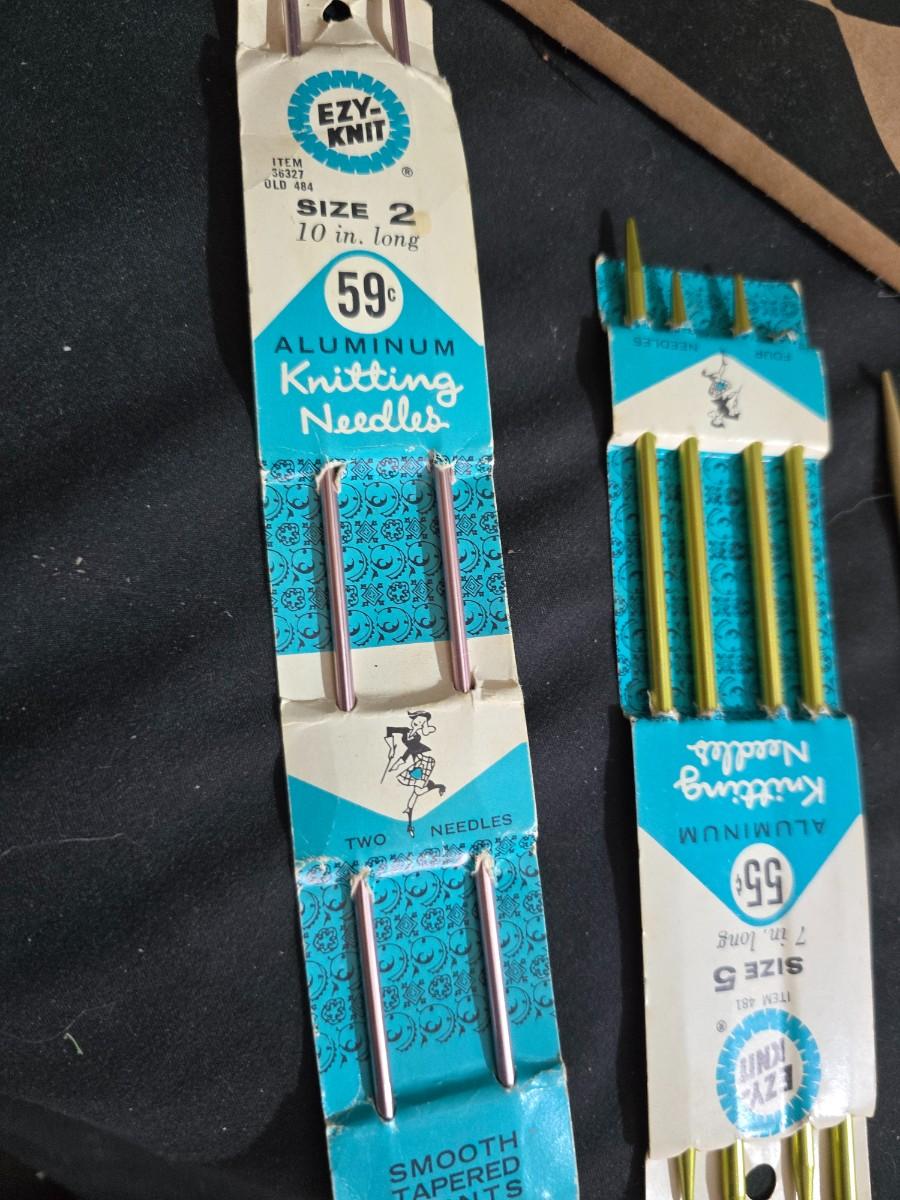 EZY-
KNIT
®
ITEM
36327
OLD 484
SIZE 2
10 in. long
59¢
ALUMINUM
Knitting
Needles
TWO NEEDLES
SMOOTH
TAPERED
EZY-
KNIT
®
ITEM 481
SIZE 5
7 in. long
55¢
ALUMINUM
Knitting
Needles
FOUR NEEDLES